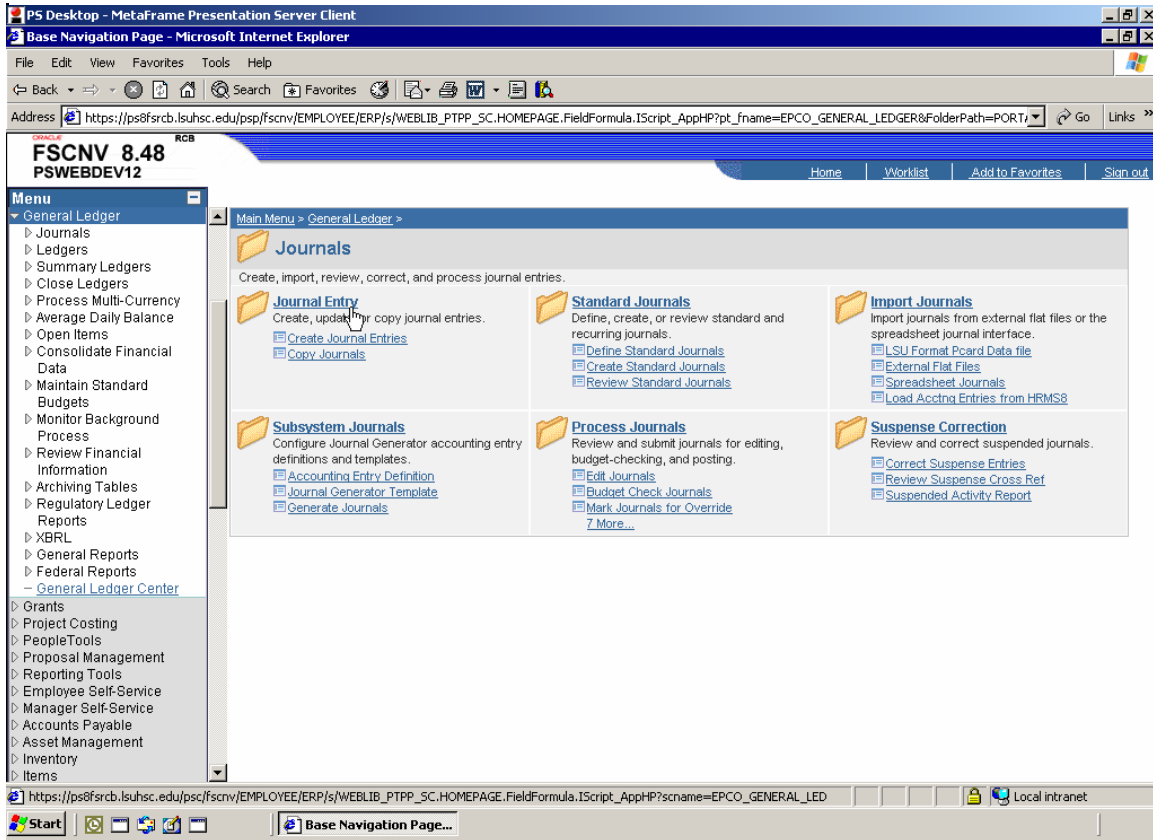 PS Desktop - MetaFrame Presentation Server Client
Base Navigation Page - Microsoft Internet Explorer
File Edit View Favorites Tools Help
Back Search Favorites
Address https://ps8fsrcb.lsuhsc.edu/psp/fscnv/EMPLOYEE/ERP/s/WEBLIB_PTPP_SC.HOMEPAGE.FieldFormula.IScript_AppHP?pt_fname=EPCO_GENERAL_LEDGER&FolderPath=PORT Go Links »
ORACLE RCB
FSCNV 8.48
PSWEBDEV12
Home Worklist Add to Favorites Sign out
Menu
General Ledger
Journals
Ledgers
Summary Ledgers
Close Ledgers
Process Multi-Currency
Average Daily Balance
Open Items
Consolidate Financial
Data
Maintain Standard
Budgets
Monitor Background
Process
Review Financial
Information
Archiving Tables
Regulatory Ledger
Reports
XBRL
General Reports
Federal Reports
General Ledger Center
Grants
Project Costing
PeopleTools
Proposal Management
Reporting Tools
Employee Self-Service
Manager Self-Service
Accounts Payable
Asset Management
Inventory
Items
Main Menu > General Ledger >
Journals
Create, import, review, correct, and process journal entries.
Journal Entry
Create, update or copy journal entries.
Create Journal Entries
Copy Journals
Standard Journals
Define, create, or review standard and
recurring journals.
Define Standard Journals
Create Standard Journals
Review Standard Journals
Import Journals
Import journals from external flat files or the
spreadsheet journal interface.
LSU Format Pcard Data file
External Flat Files
Spreadsheet Journals
Load Acctng Entries from HRMS8
Subsystem Journals
Configure Journal Generator accounting entry
definitions and templates.
Accounting Entry Definition
Journal Generator Template
Generate Journals
Process Journals
Review and submit journals for editing,
budget-checking, and posting.
Edit Journals
Budget Check Journals
Mark Journals for Override
7 More...
Suspense Correction
Review and correct suspended journals.
Correct Suspense Entries
Review Suspense Cross Ref
Suspended Activity Report
https://ps8fsrcb.lsuhsc.edu/psc/fscnv/EMPLOYEE/ERP/s/WEBLIB_PTPP_SC.HOMEPAGE.FieldFormula.IScript_AppHP?scname=EPCO_GENERAL_LED Local intranet
Start Base Navigation Page...